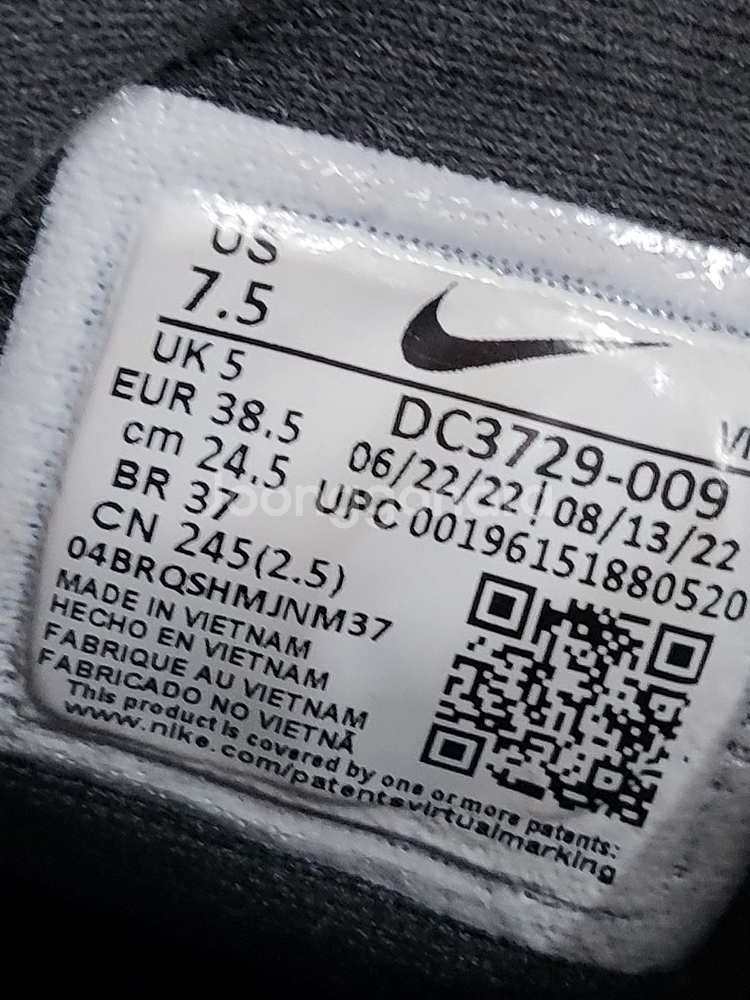 US
7.5
UK 5
EUR 38.5
cm 24.5
BR 37
CN 245(2.5)
DC3729-009
06/22/22 08/13/22
UPC 00196151880520
04BRQSHMJNM37
MADE IN VIETNAM
HECHO EN VIETNAM
FABRIQUE AU VIETNAM
FABRICADO NO VIETNÃ
This product is covered by one or more patents:
www.nike.com/patentsvirtualmarking